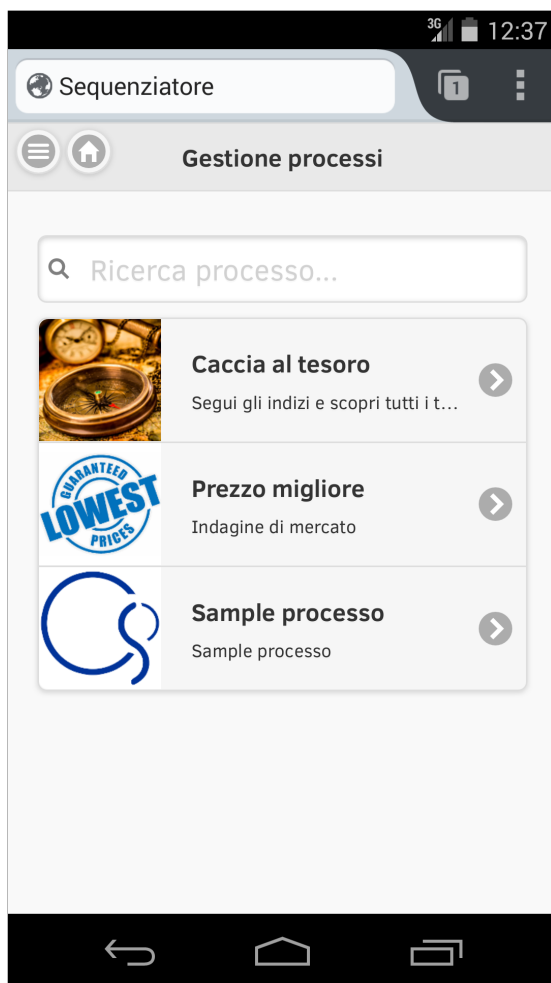 3G 12:37
Sequenziatore
1
Gestione processi
Ricerca processo...
Caccia al tesoro
Segui gli indizi e scopri tutti i t...
GUARANTEED
LOWEST
PRICES
Prezzo migliore
Indagine di mercato
Sample processo
Sample processo